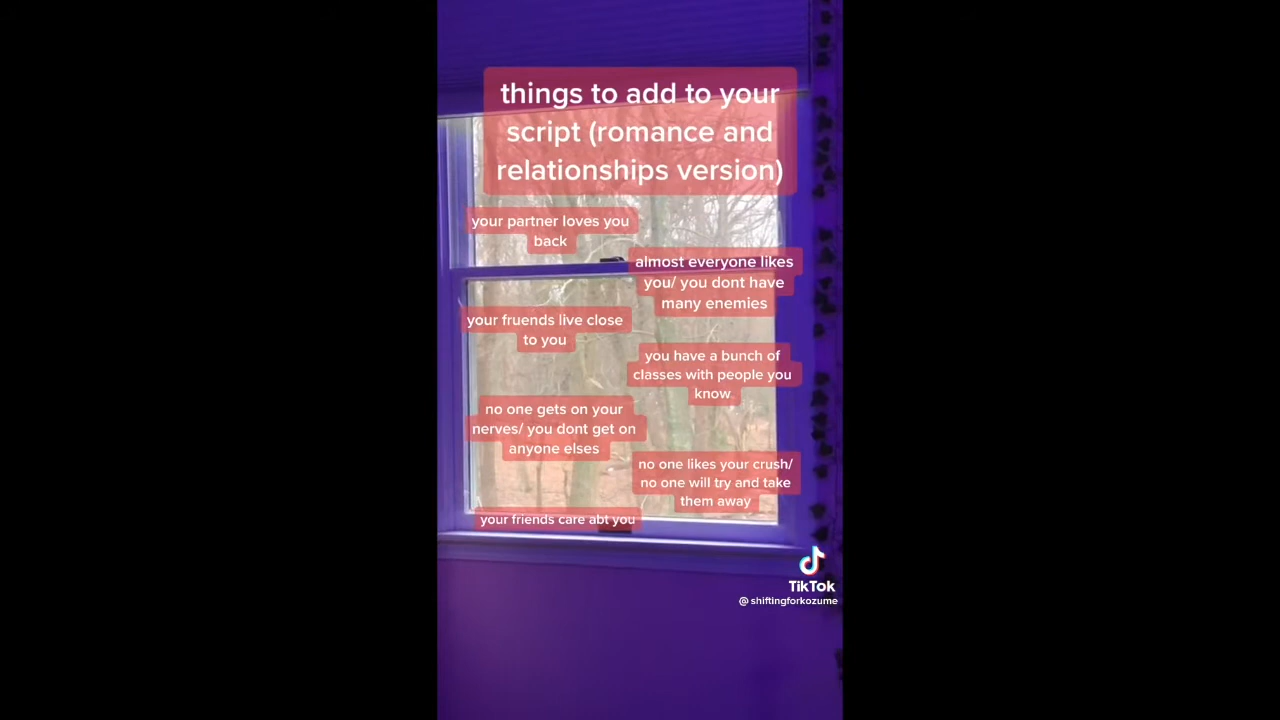 things to add to your
script (romance and
relationships version)
your partner loves you
back
almost everyone likes
you/ you dont have
many enemies
your fruends live close
to you
you have a bunch of
classes with people you
know
no one gets on your
nerves/ you dont get on
anyone elses
no one likes your crush/
no one will try and take
them away
your friends care abt you
TikTok
@ shiftingforkozume